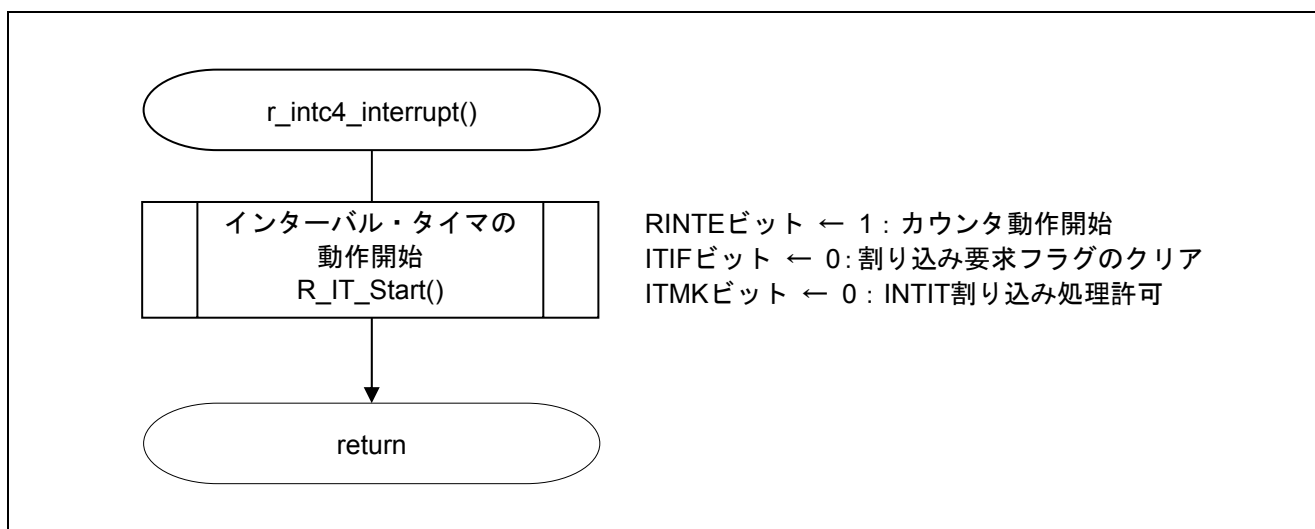 r_intc4_interrupt()
インターバル・タイマの
動作開始
R_IT_Start()
RINTEビット ← 1：カウンタ動作開始
ITIFビット ← 0：割り込み要求フラグのクリア
ITMKビット ← 0：INTIT割り込み処理許可
return